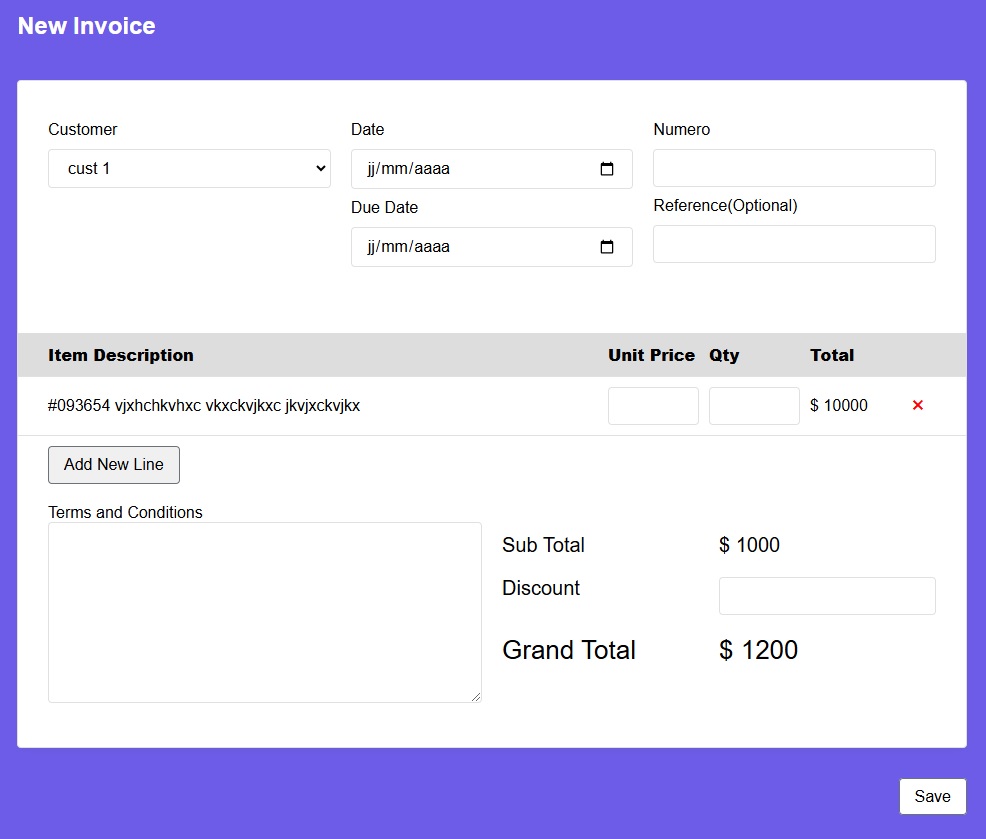 New Invoice
Customer
Date
Numero
cust 1
jj/mm/aaaa
Due Date
Reference(Optional)
jj/mm/aaaa
Item Description Unit Price Qty Total
#093654 vjxhchkvhxc vkxckvjkxc jkvjxckvjkx $ 10000
Add New Line
Terms and Conditions
Sub Total $ 1000
Discount
Grand Total $ 1200
Save